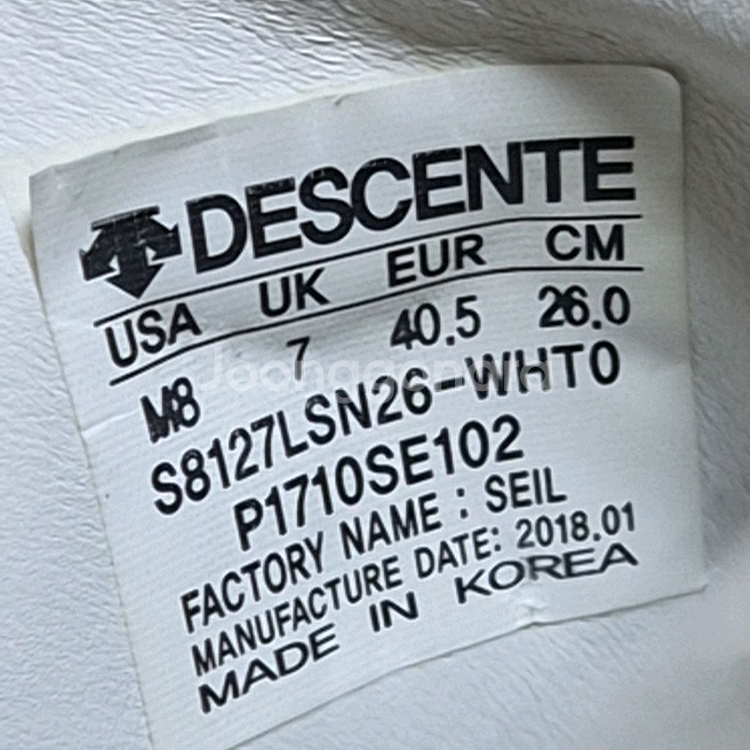 DESCENTE
USA UK EUR CM
M8 7 40.5 26.0
Joonggonara
S8127LSN26-WHT0
P1710SE102
FACTORY NAME : SEIL
MANUFACTURE DATE: 2018.01
MADE IN KOREA